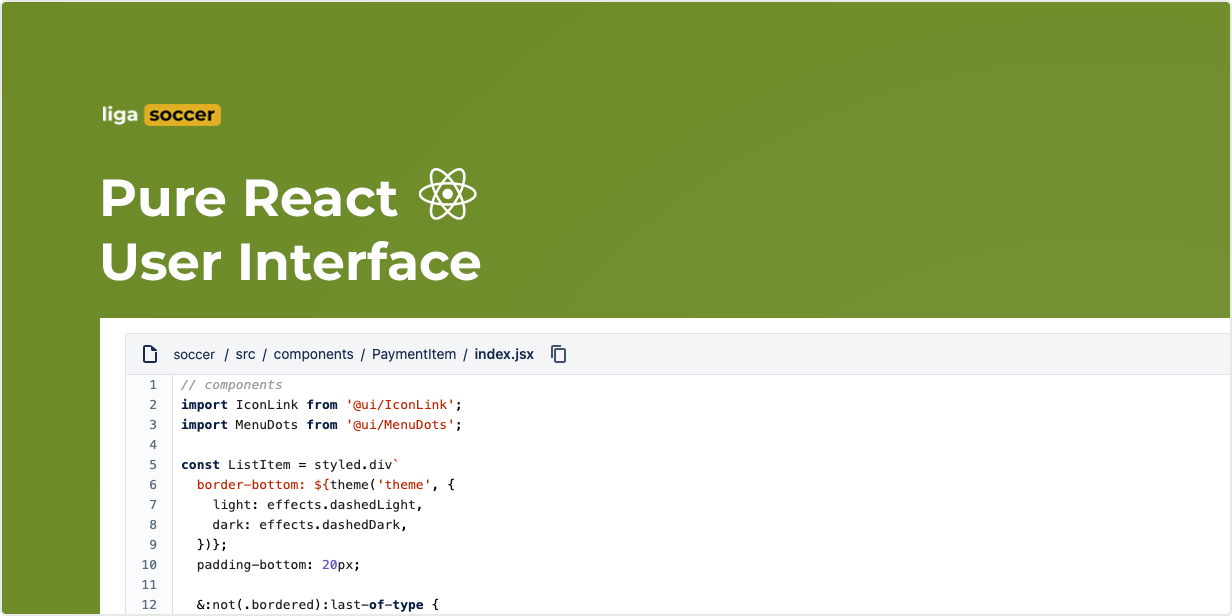 liga soccer
Pure React
User Interface
soccer / src / components / PaymentItem / index.jsx
1 // components
2 import IconLink from '@ui/IconLink';
3 import MenuDots from '@ui/MenuDots';
4
5 const ListItem = styled.div`
6   border-bottom: ${theme('theme', {
7     light: effects.dashedLight,
8     dark: effects.dashedDark,
9   })};
10   padding-bottom: 20px;
11
12   &:not(.bordered):last-of-type {